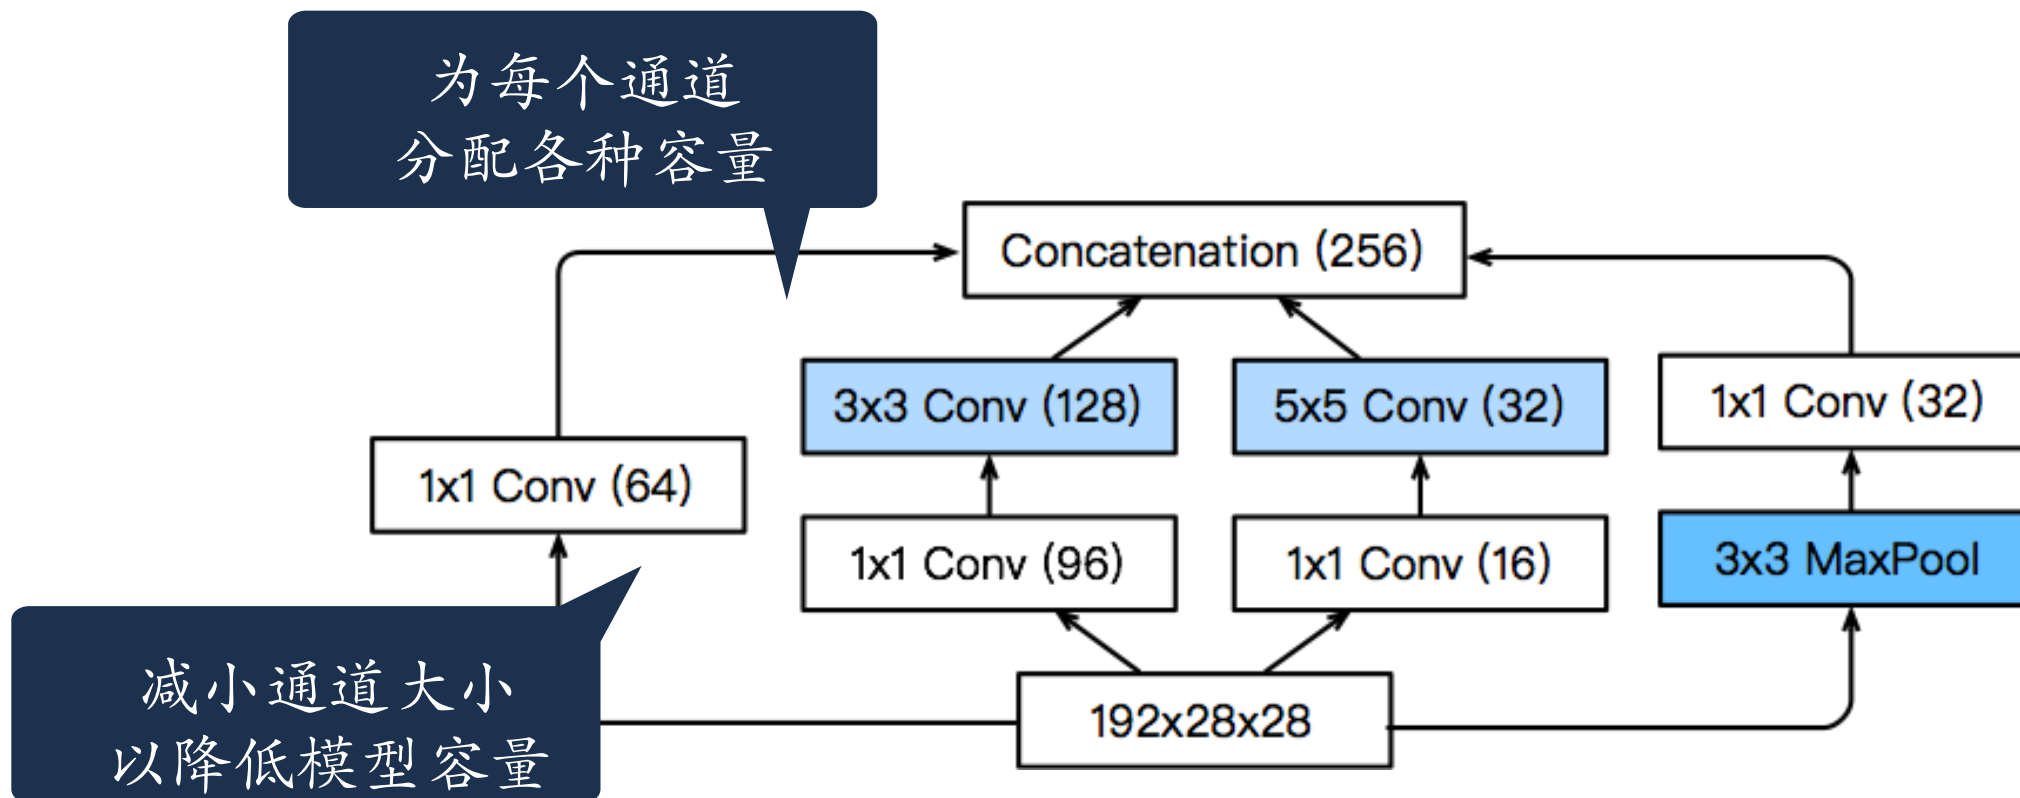 为每个通道
分配各种容量
Concatenation (256)
3x3 Conv (128)
5x5 Conv (32)
1x1 Conv (32)
1x1 Conv (64)
1x1 Conv (96)
1x1 Conv (16)
3x3 MaxPool
减小通道大小
以降低模型容量
192x28x28